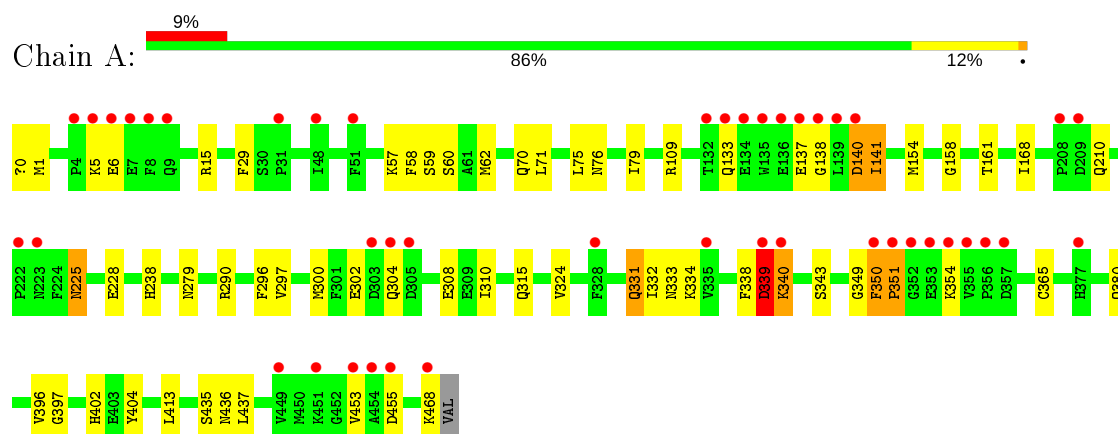 9%
Chain A:
86% 12% •
?0 M1 P4 K5 E6 E7 F8 Q9 R15 F29 S30 P31 I48 F51 K57 F58 S59 S60 A61 M62 Q70 L71 L75 N76 I79 R109 T132 Q133 E134 W135 E136 E137 G138 L139 D140 I141 M154 G158 T161 I168 P208 D209 Q210
P222 N223 F224 N225 E228 H238 N279 R290 F296 V297 M300 F301 E302 D303 Q304 D305 E308 E309 I310 Q315 V324 F328 Q331 I332 N333 K334 V335 F338 D339 K340 S343 G349 F350 P351 G352 E353 K354 V355 P356 D357 C365 H377
V396 G397 H402 E403 Y404 L413 S435 N436 L437 V449 M450 K451 G452 V453 A454 D455 K468 VAL